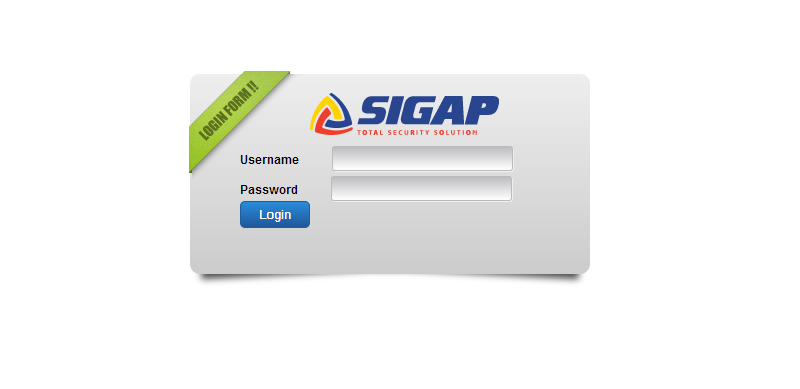 LOGIN FORM !!
SIGAP
TOTAL SECURITY SOLUTION
Username
Password
Login